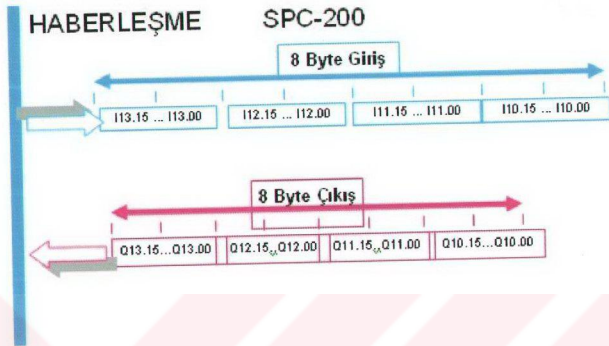 HABERLEŞME SPC-200
8 Byte Giriş
I13.15 ... I13.00 I12.15 ... I12.00 I11.15 ... I11.00 I10.15 ... I10.00
8 Byte Çıkış
Q13.15...Q13.00 Q12.15 Q12.00 Q11.15 Q11.00 Q10.15...Q10.00